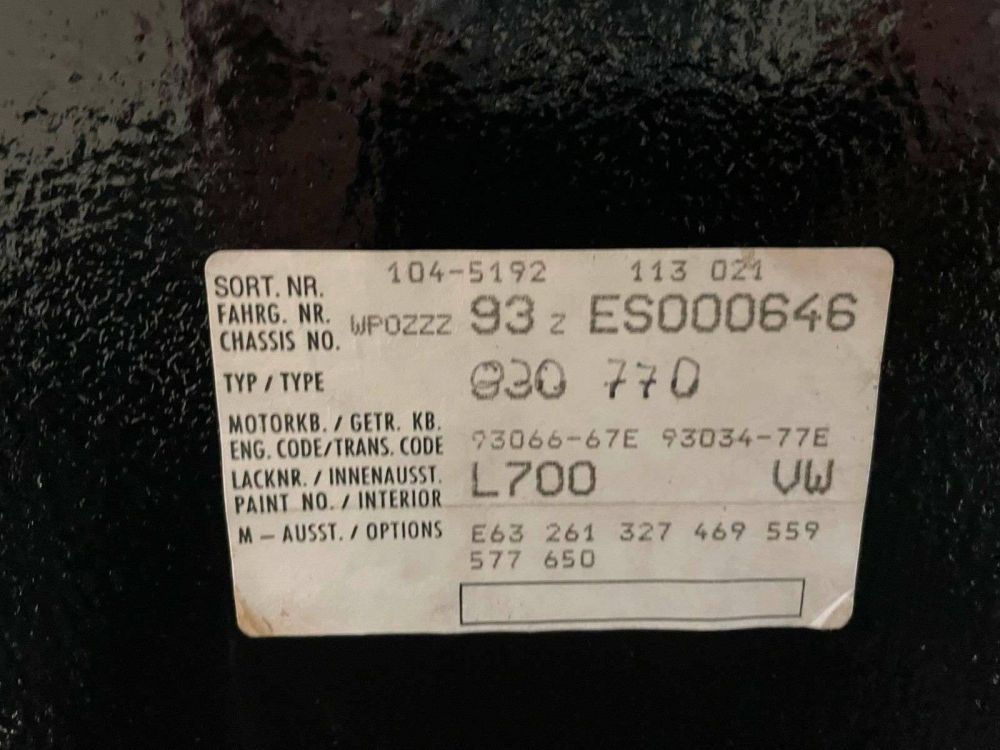 SORT. NR. 104-5192 113 021
FAHRG. NR.
CHASSIS NO. WP0ZZZ 93 Z ES000646
TYP / TYPE 930 770
MOTORKB. / GETR. KB.
ENG. CODE/TRANS. CODE 93066-67E 93034-77E
LACKNR. / INNENAUSST.
PAINT NO. / INTERIOR L700 VW
M – AUSST. / OPTIONS E63 261 327 469 559
577 650